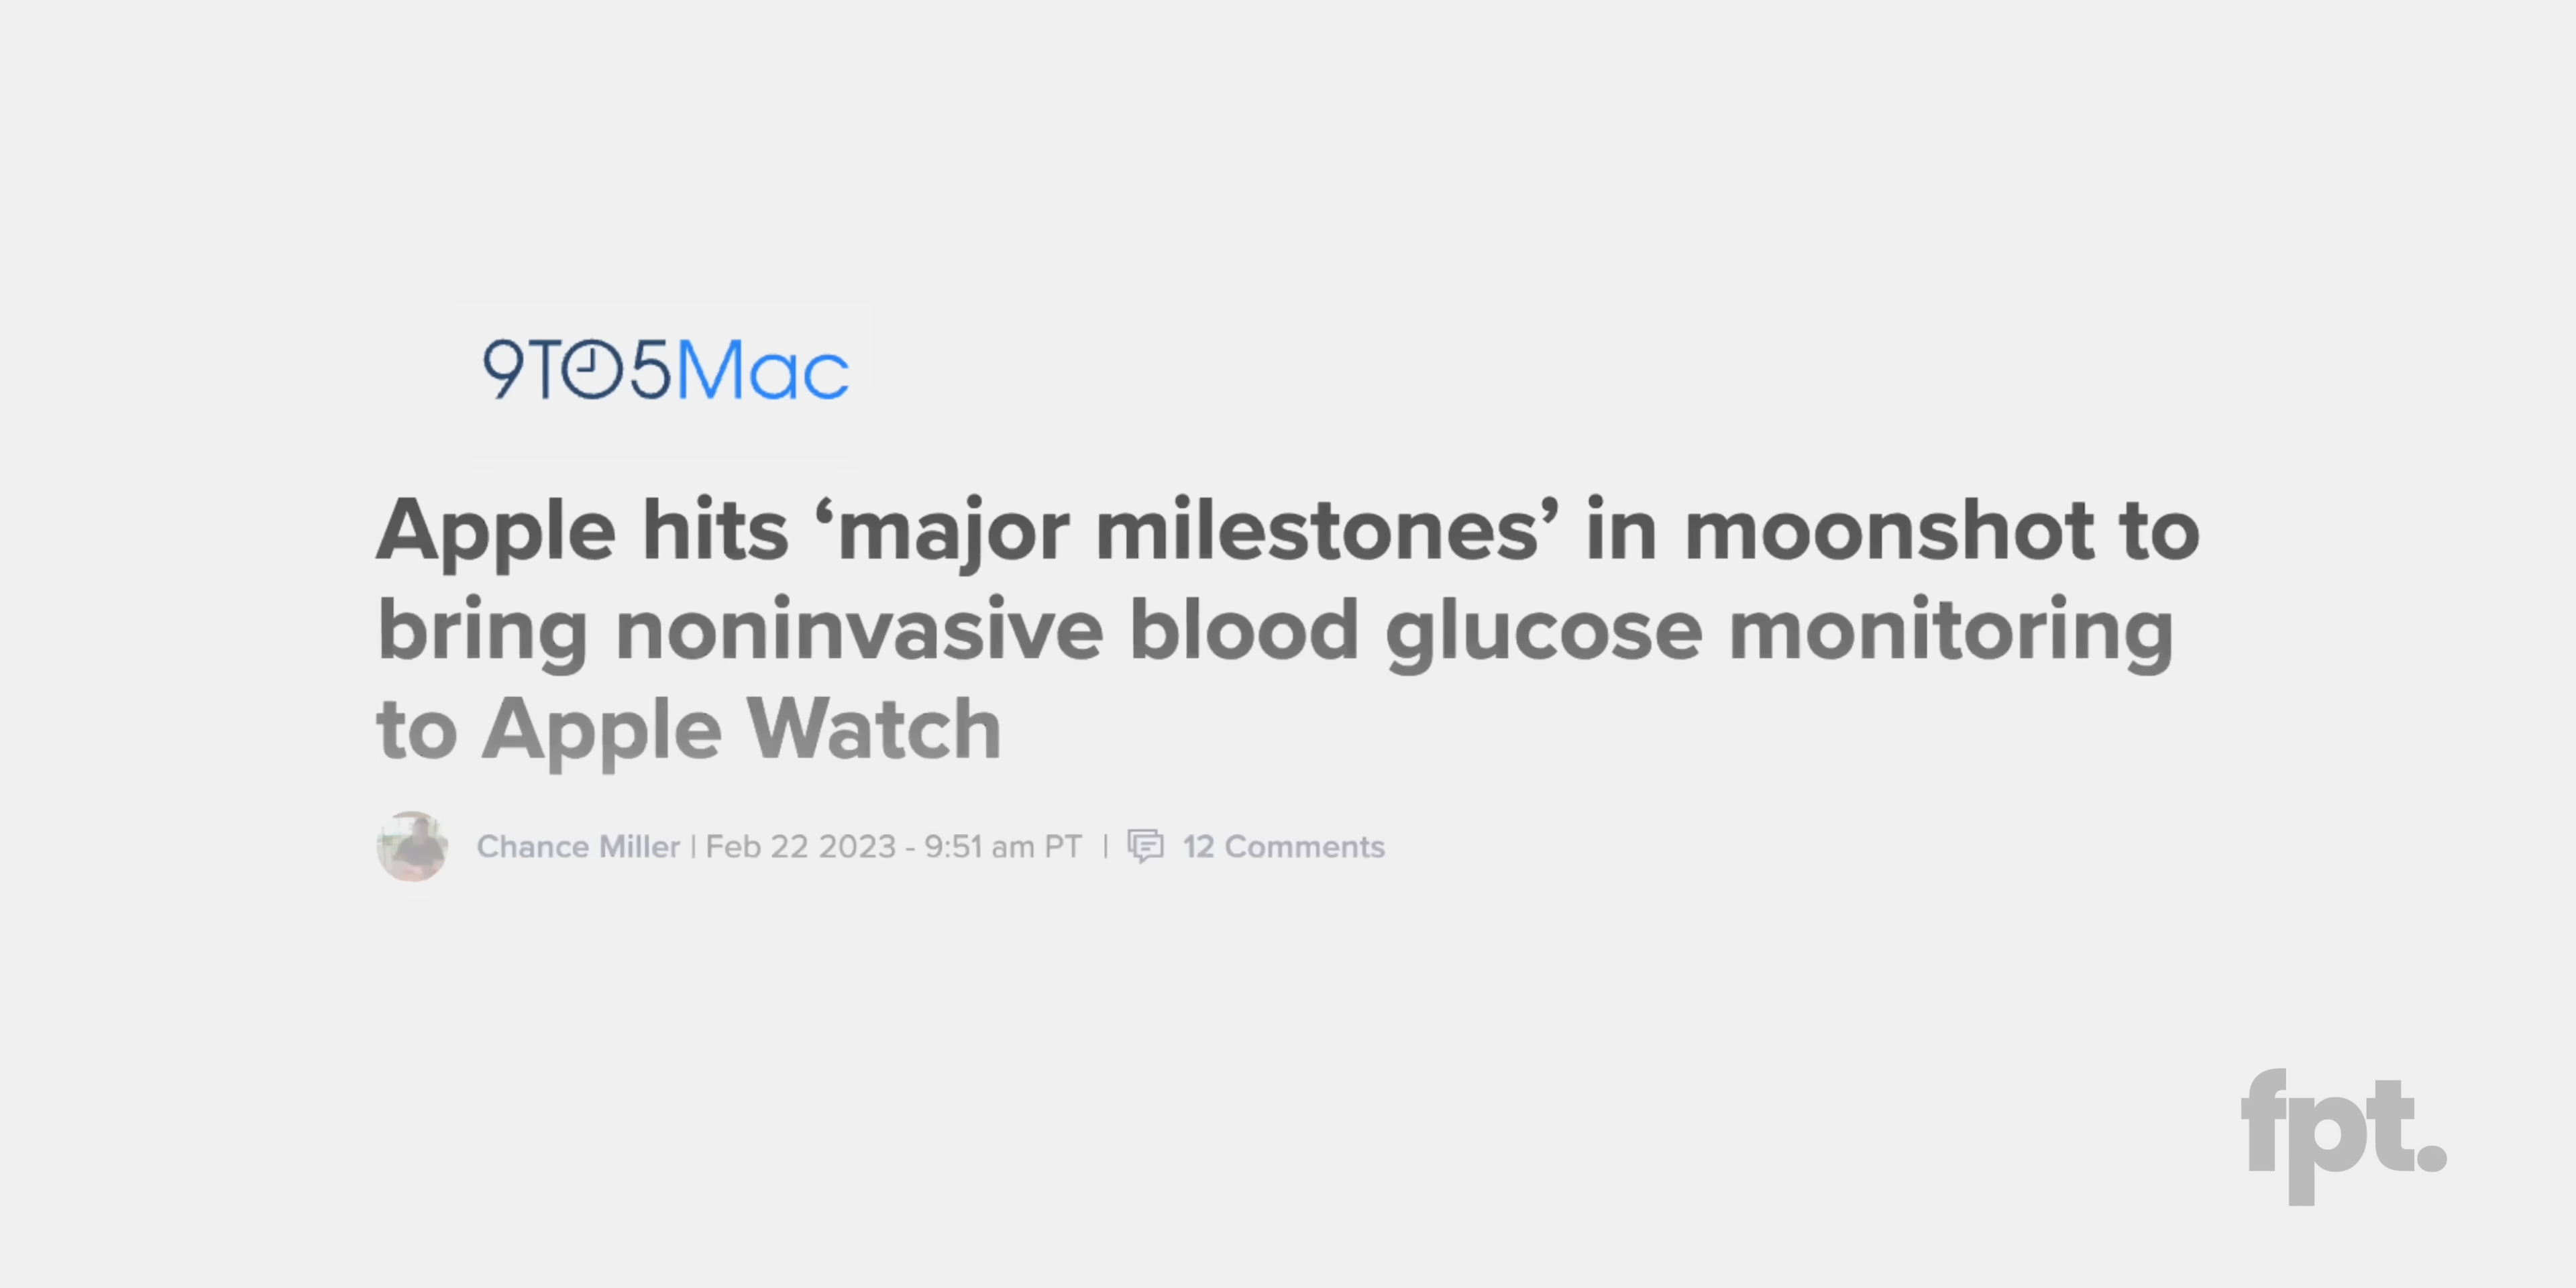 9TO5Mac
Apple hits ‘major milestones’ in moonshot to
bring noninvasive blood glucose monitoring
to Apple Watch
Chance Miller | Feb 22 2023 - 9:51 am PT | 12 Comments
fpt.